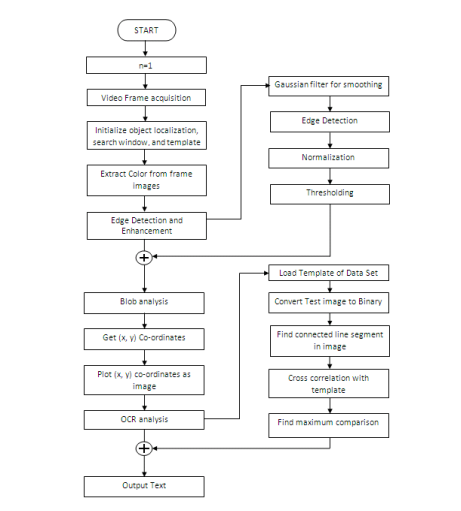 START
n=1
Video Frame acquisition
Initialize object localization,
search window, and template
Extract Color from frame
images
Edge Detection and
Enhancement
Gaussian filter for smoothing
Edge Detection
Normalization
Thresholding
Blob analysis
Get (x, y) Co-ordinates
Plot (x, y) co-ordinates as
image
OCR analysis
Load Template of Data Set
Convert Test image to Binary
Find connected line segment
in image
Cross correlation with
template
Find maximum comparison
Output Text